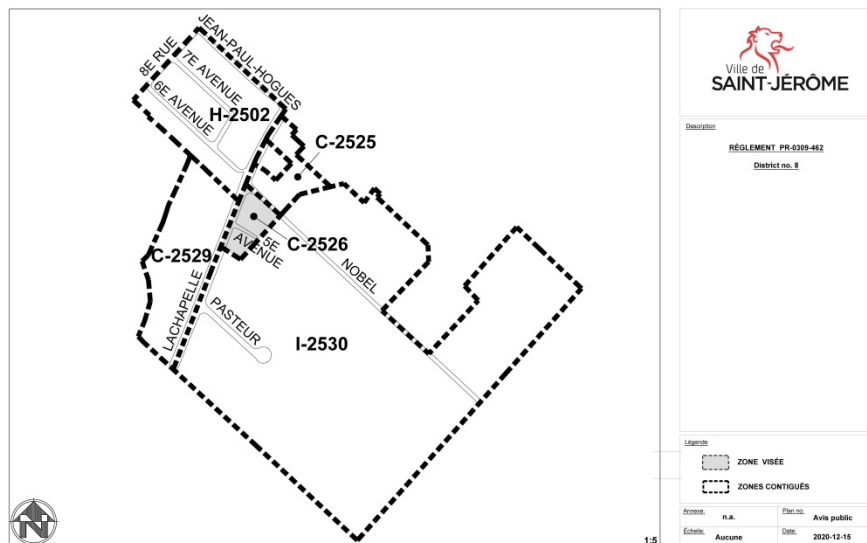 JEAN-PAUL-HOGUES
8E RUE
7E AVENUE
6E AVENUE
H-2502
C-2525
C-2526
5E
AVENUE
C-2529
NOBEL
LACHAPELLE
PASTEUR
I-2530
N
1:5
Ville de
SAINT-JÉRÔME
Description
RÈGLEMENT PR-0309-462
District no. 8
Légende
ZONE VISÉE
ZONES CONTIGUËS
Annexe: n.a.
Plan no: Avis public
Échelle: Aucune
Date: 2020-12-15